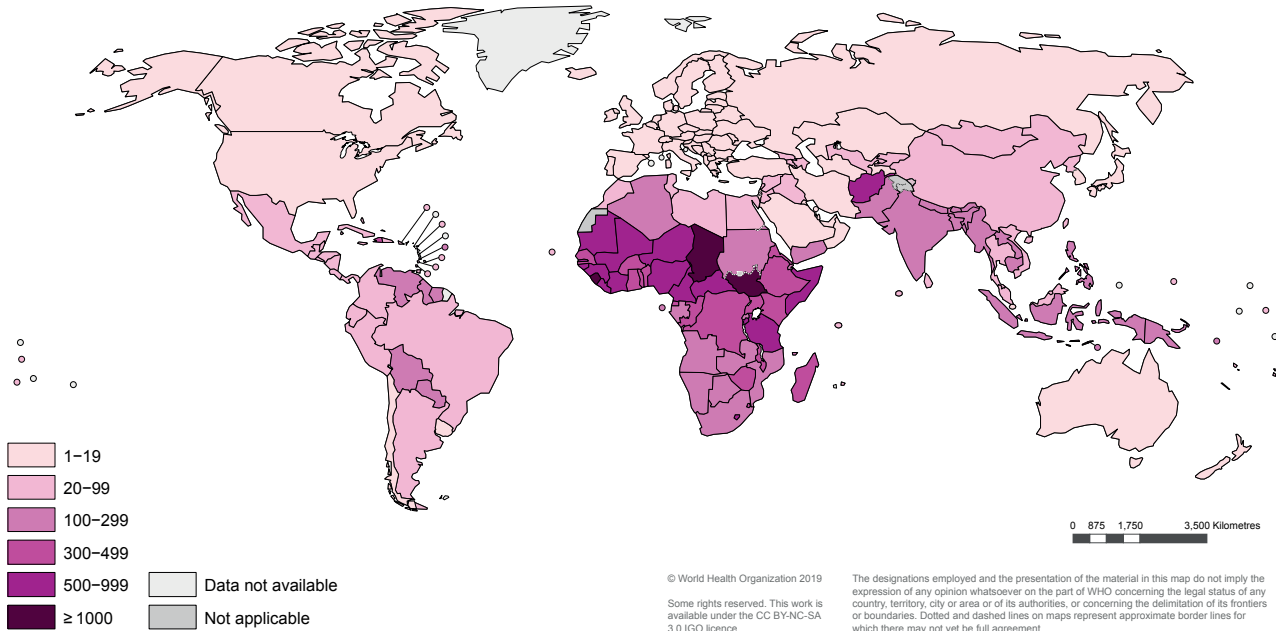 1–19
20–99
100–299
300–499
500–999
≥ 1000
Data not available
Not applicable
0 875 1,750 3,500 Kilometres
© World Health Organization 2019
Some rights reserved. This work is
available under the CC BY-NC-SA
3.0 IGO licence.
The designations employed and the presentation of the material in this map do not imply the
expression of any opinion whatsoever on the part of WHO concerning the legal status of any
country, territory, city or area or of its authorities, or concerning the delimitation of its frontiers
or boundaries. Dotted and dashed lines on maps represent approximate border lines for
which there may not yet be full agreement.